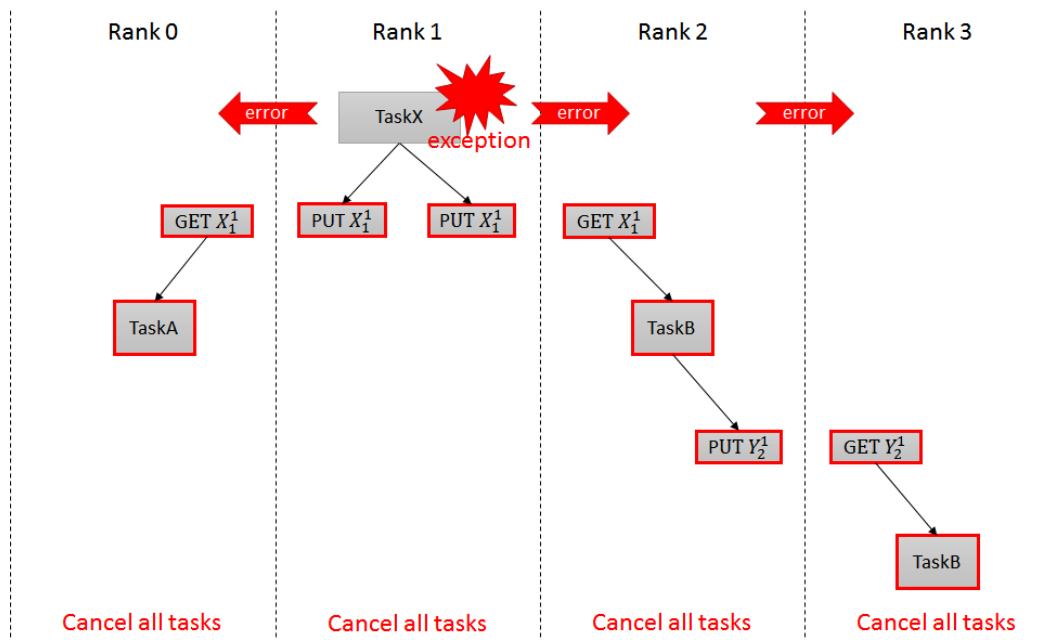 Rank 0 Rank 1 Rank 2 Rank 3
error TaskX error error
exception
GET X₁¹ PUT X₁¹ PUT X₁¹ GET X₁¹
TaskA TaskB
PUT Y₂¹ GET Y₂¹
TaskB
Cancel all tasks Cancel all tasks Cancel all tasks Cancel all tasks